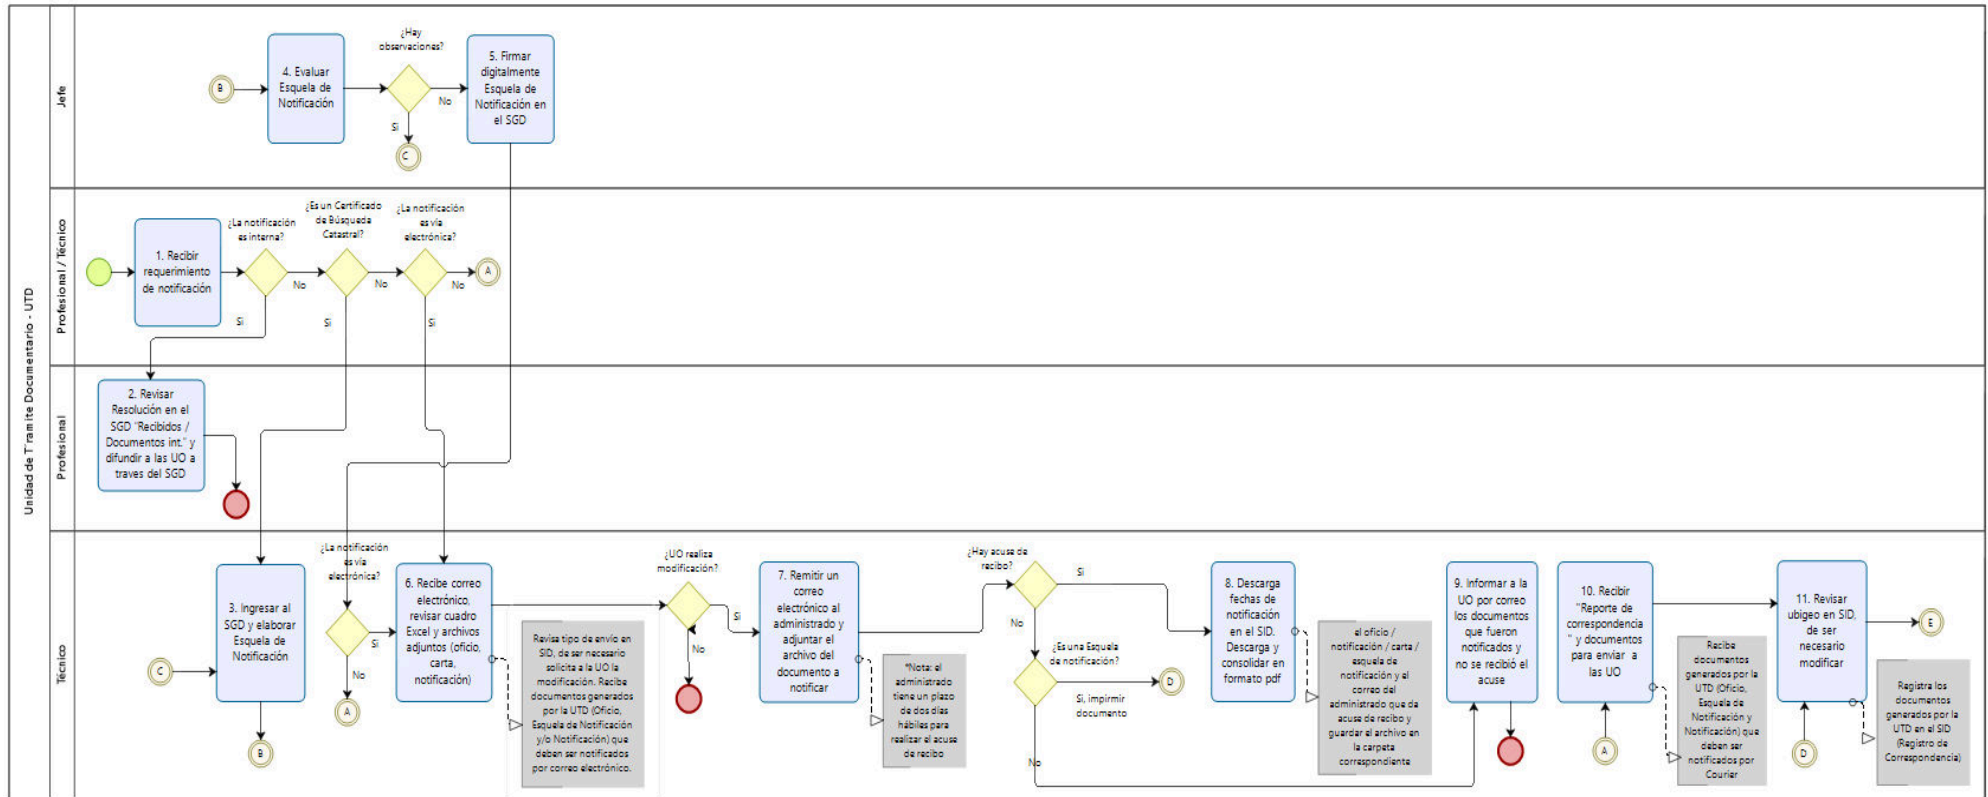 Unidad de Tramite Documentario - UTD
Jefe
B
4. Evaluar
Esquela de
Notificación
¿Hay
observaciones?
No
Si
C
5. Firmar
digitalmente
Esquela de
Notificación en
el SGD
Profesional / Técnico
1. Recibir
requerimiento
de notificación
¿La notificación
es interna?
No
Si
¿Es un Certificado
de Búsqueda
Catastral?
No
Si
¿La notificación
es vía
electrónica?
No
Si
A
Profesional
2. Revisar
Resolución en el
SGD "Recibidos /
Documentos int." y
difundir a las UO a
traves del SGD
Técnico
C
3. Ingresar al
SGD y elaborar
Esquela de
Notificación
B
¿La notificación
es vía
electrónica?
Si
No
A
6. Recibe correo
electrónico,
revisar cuadro
Excel y archivos
adjuntos (oficio,
carta,
notificación)
Revisa tipo de envío en
SID, de ser necesario
solicita a la UO la
modificación. Recibe
documentos generados
por la UTD (Oficio,
Esquela de Notificación
y/o Notificación) que
deben ser notificados
por correo electrónico.
¿UO realiza
modificación?
Si
No
7. Remitir un
correo
electrónico al
administrado y
adjuntar el
archivo del
documento a
notificar
*Nota: el
administrado
tiene un plazo
de dos días
hábiles para
realizar el acuse
de recibo
¿Hay acuse de
recibo?
Si
No
¿Es una Esquela
de notificación?
D
Si, impirmir
documento
No
8. Descarga
fechas de
notificación
en el SID.
Descarga y
consolidar en
formato pdf
el oficio /
notificación / carta /
esquela de
notificación y el
correo del
administrado que da
acuse de recibo y
guardar el archivo en
la carpeta
correspondiente
9. Informar a la
UO por correo
los documentos
que fueron
notificados y
no se recibió el
acuse
10. Recibir
"Reporte de
correspondencia
" y documentos
para enviar a
las UO
A
Recibe
documentos
generados por la
UTD (Oficio,
Esquela de
Notificación y
Notificación) que
deben ser
notificados por
Courier
11. Revisar
ubigeo en SID,
de ser
necesario
modificar
E
D
Registra los
documentos
generados por la
UTD en el SID
(Registro de
Correspondencia)